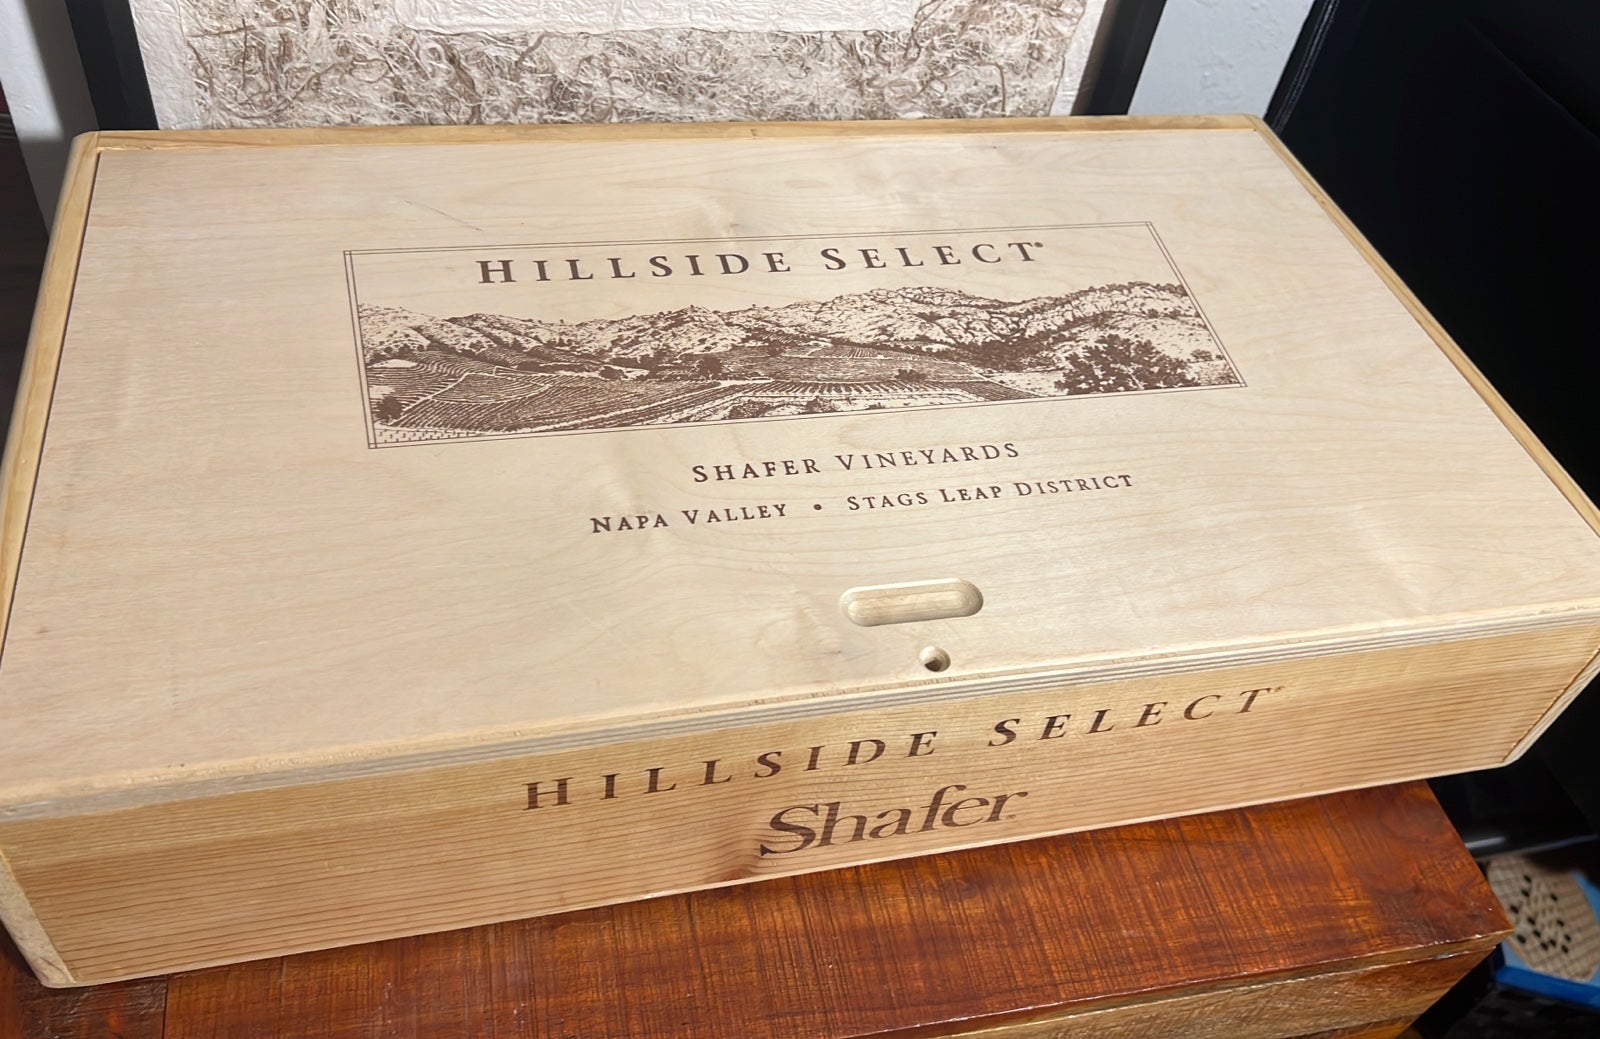 HILLSIDE SELECT®
SHAFER VINEYARDS
NAPA VALLEY • STAGS LEAP DISTRICT
HILLSIDE SELECT®
Shafer